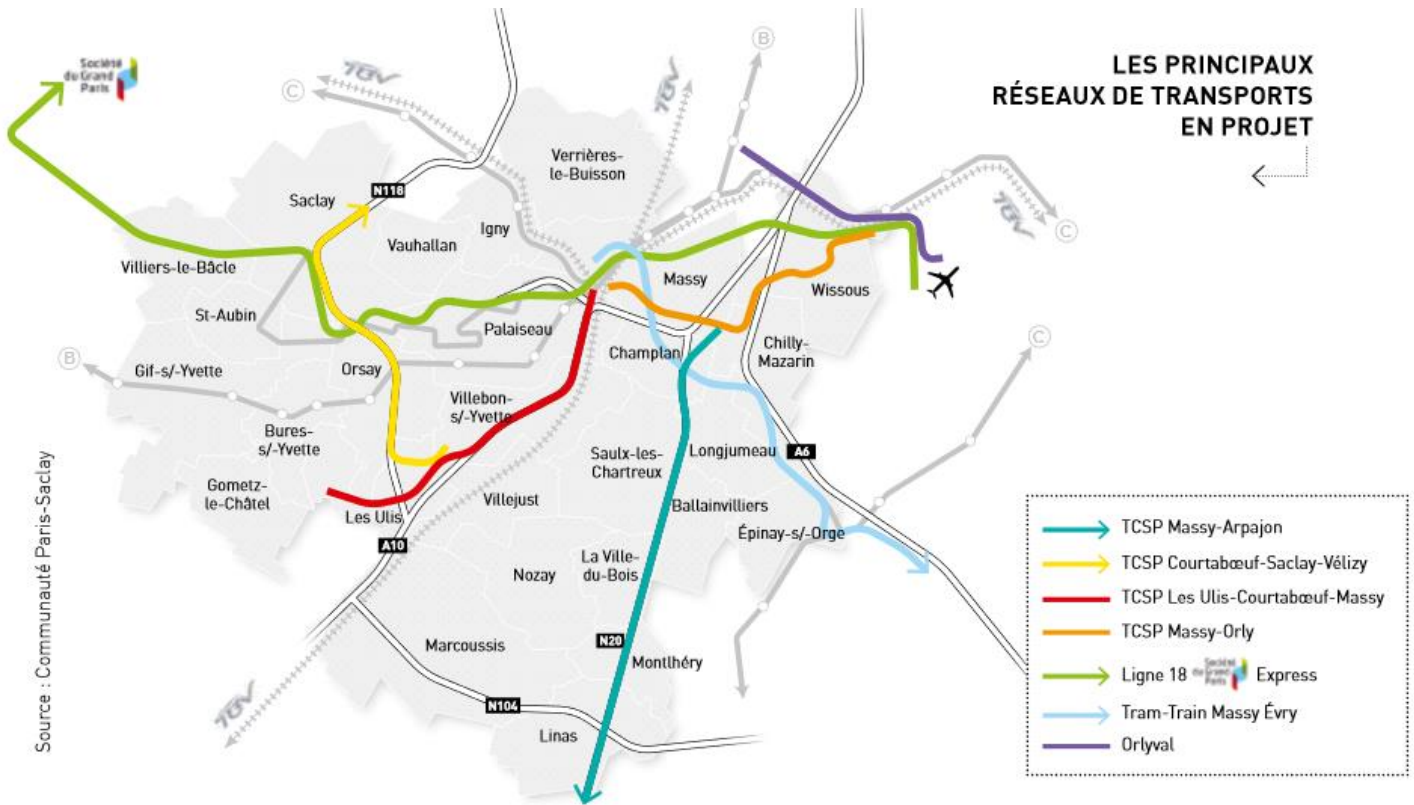 LES PRINCIPAUX
RÉSEAUX DE TRANSPORTS
EN PROJET
Société
du Grand
Paris
TGV
TGV
B
C
Verrières-
le-Buisson
N118
Saclay
Igny
Vauhallan
TGV
C
Villiers-le-Bâcle
Massy
Wissous
St-Aubin
Palaiseau
Champlan
Chilly-
Mazarin
C
B
Gif-s/-Yvette
Orsay
Villebon-
s/-Yvette
Bures-
s/-Yvette
Saulx-les-
Chartreux
Longjumeau
A6
Gometz-
le-Châtel
Villejust
Ballainvilliers
Les Ulis
Épinay-s/-Orge
A10
La Ville-
du-Bois
Nozay
N20
Marcoussis
Montlhéry
TGV
N104
Linas
TCSP Massy-Arpajon
TCSP Courtabœuf-Saclay-Vélizy
TCSP Les Ulis-Courtabœuf-Massy
TCSP Massy-Orly
Ligne 18 Société du Grand Paris Express
Tram-Train Massy Évry
Orlyval
Source : Communauté Paris-Saclay